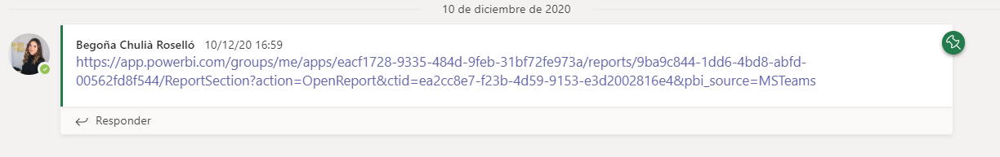 10 de diciembre de 2020
Begoña Chulià Roselló 10/12/20 16:59
https://app.powerbi.com/groups/me/apps/eacf1728-9335-484d-9feb-31bf72fe973a/reports/9ba9c844-1dd6-4bd8-abfd-
00562fd8f544/ReportSection?action=OpenReport&ctid=ea2cc8e7-f23b-4d59-9153-e3d2002816e4&pbi_source=MSTeams
Responder